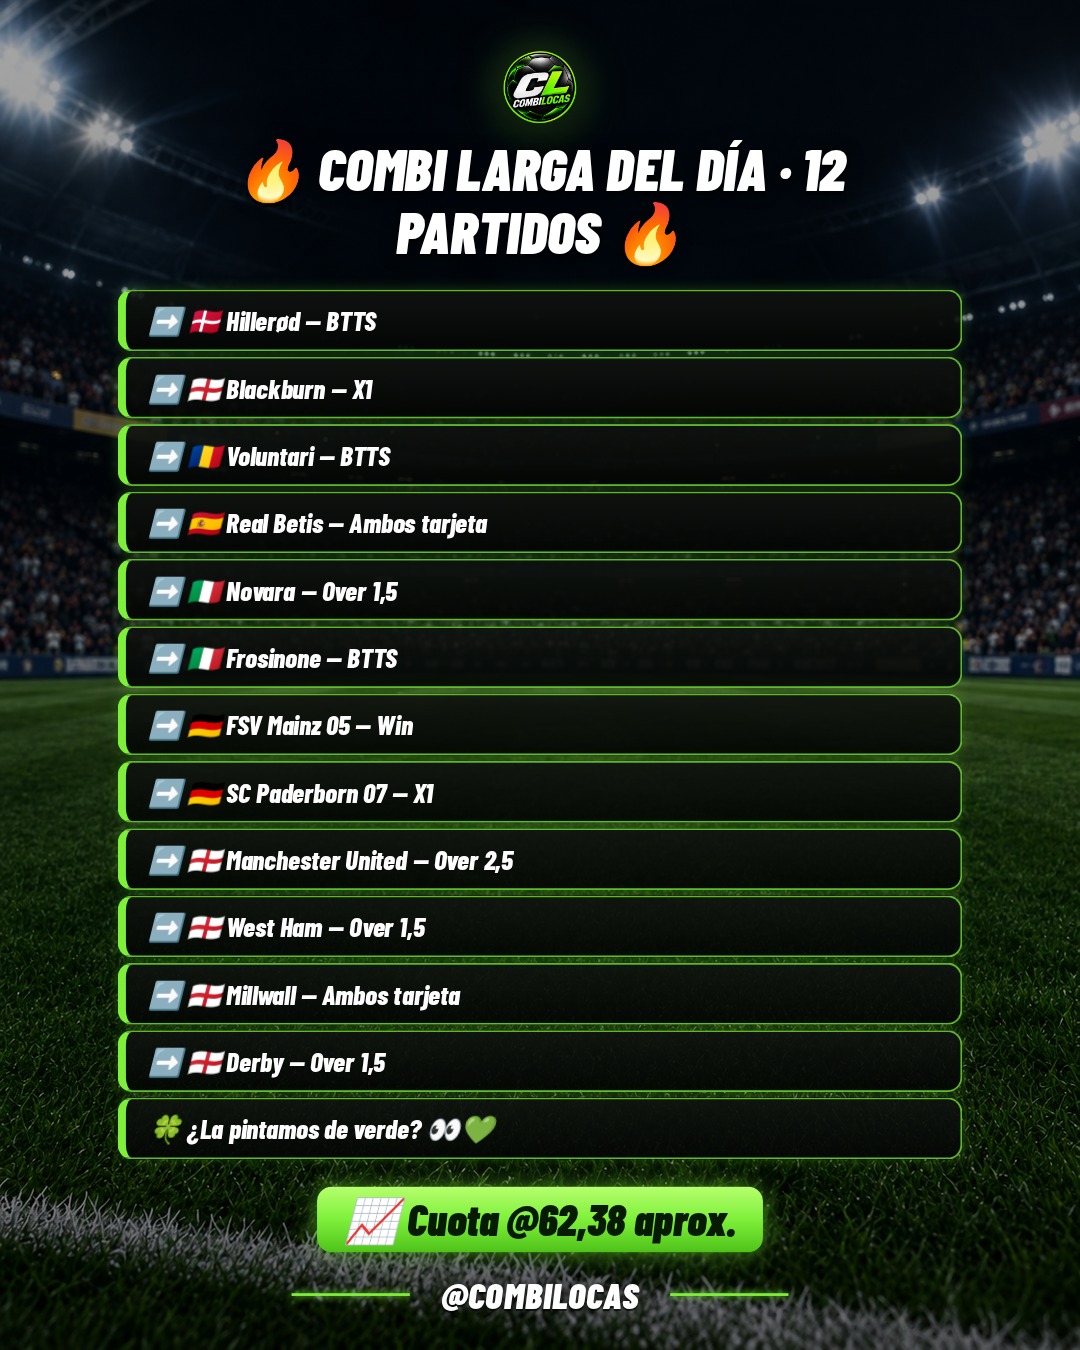 CL
COMBILOCAS
🔥 COMBI LARGA DEL DÍA · 12
PARTIDOS 🔥
➡️ 🇩🇰 Hillerød – BTTS
➡️ 🏴󠁧󠁢󠁥󠁮󠁧󠁿 Blackburn – X1
➡️ 🇷🇴 Voluntari – BTTS
➡️ 🇪🇸 Real Betis – Ambos tarjeta
➡️ 🇮🇹 Novara – Over 1,5
➡️ 🇮🇹 Frosinone – BTTS
➡️ 🇩🇪 FSV Mainz 05 – Win
➡️ 🇩🇪 SC Paderborn 07 – X1
➡️ 🏴󠁧󠁢󠁥󠁮󠁧󠁿 Manchester United – Over 2,5
➡️ 🏴󠁧󠁢󠁥󠁮󠁧󠁿 West Ham – Over 1,5
➡️ 🏴󠁧󠁢󠁥󠁮󠁧󠁿 Millwall – Ambos tarjeta
➡️ 🏴󠁧󠁢󠁥󠁮󠁧󠁿 Derby – Over 1,5
🍀 ¿La pintamos de verde? 👀💚
📈 Cuota @62,38 aprox.
@COMBILOCAS